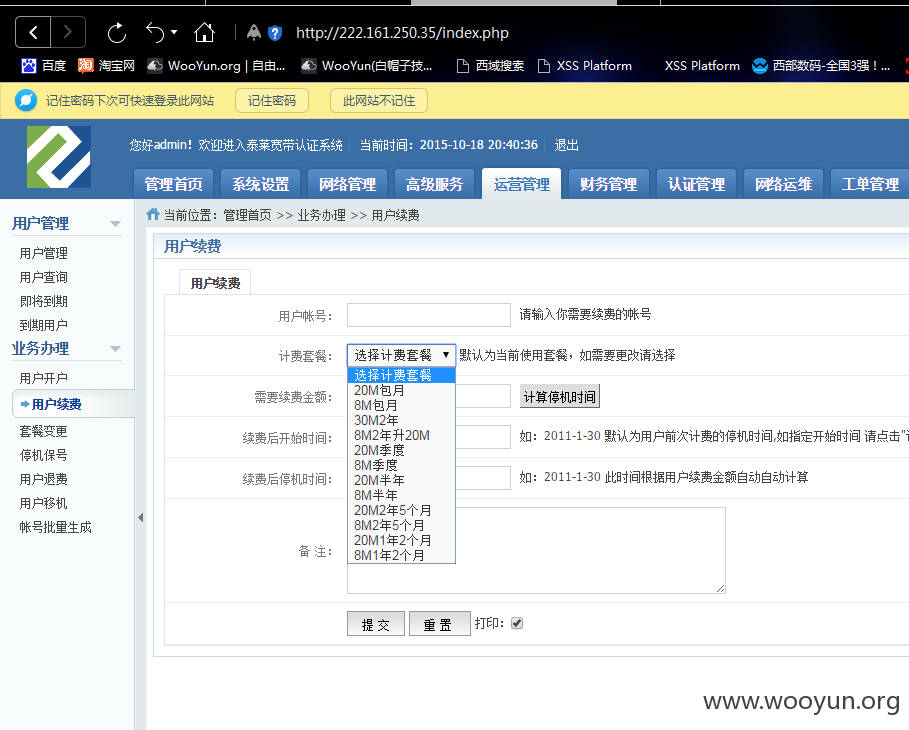 http://222.161.250.35/index.php
百度 淘宝网 WooYun.org | 自由... WooYun(白帽子技... 西域搜索 XSS Platform XSS Platform 西部数码-全国3强！...
记住密码下次可快速登录此网站 记住密码 此网站不记住
您好admin! 欢迎进入泰莱宽带认证系统 当前时间：2015-10-18 20:40:36 退出
管理首页 系统设置 网络管理 高级服务 运营管理 财务管理 认证管理 网络运维 工单管理
当前位置：管理首页 >> 业务办理 >> 用户续费
用户管理
用户管理
用户查询
即将到期
到期用户
业务办理
用户开户
用户续费
套餐变更
停机保号
用户退费
用户移机
帐号批量生成
用户续费
用户续费
用户帐号： 请输入你需要续费的帐号
计费套餐： 选择计费套餐 默认为当前使用套餐，如需要更改请选择
选择计费套餐
20M包月
8M包月
30M2年
8M2年升20M
20M季度
8M季度
20M半年
8M半年
20M2年5个月
8M2年5个月
20M1年2个月
8M1年2个月
需要续费金额： 计算停机时间
续费后开始时间： 如：2011-1-30 默认为用户前次计费的停机时间,如指定开始时间 请点击"
续费后停机时间： 如：2011-1-30 此时间根据用户续费金额自动自动计算
备 注：
提 交 重 置 打印：
www.wooyun.org